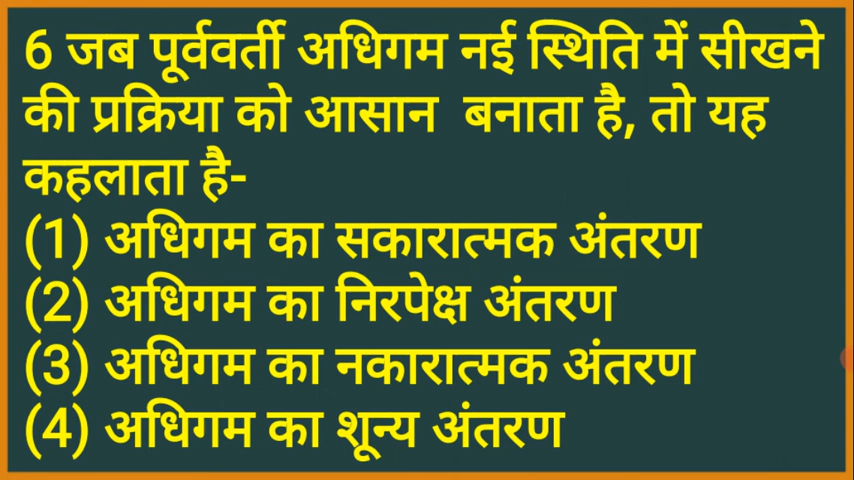 6 जब पूर्ववर्ती अधिगम नई स्थिति में सीखने
की प्रक्रिया को आसान बनाता है, तो यह
कहलाता है-
(1) अधिगम का सकारात्मक अंतरण
(2) अधिगम का निरपेक्ष अंतरण
(3) अधिगम का नकारात्मक अंतरण
(4) अधिगम का शून्य अंतरण